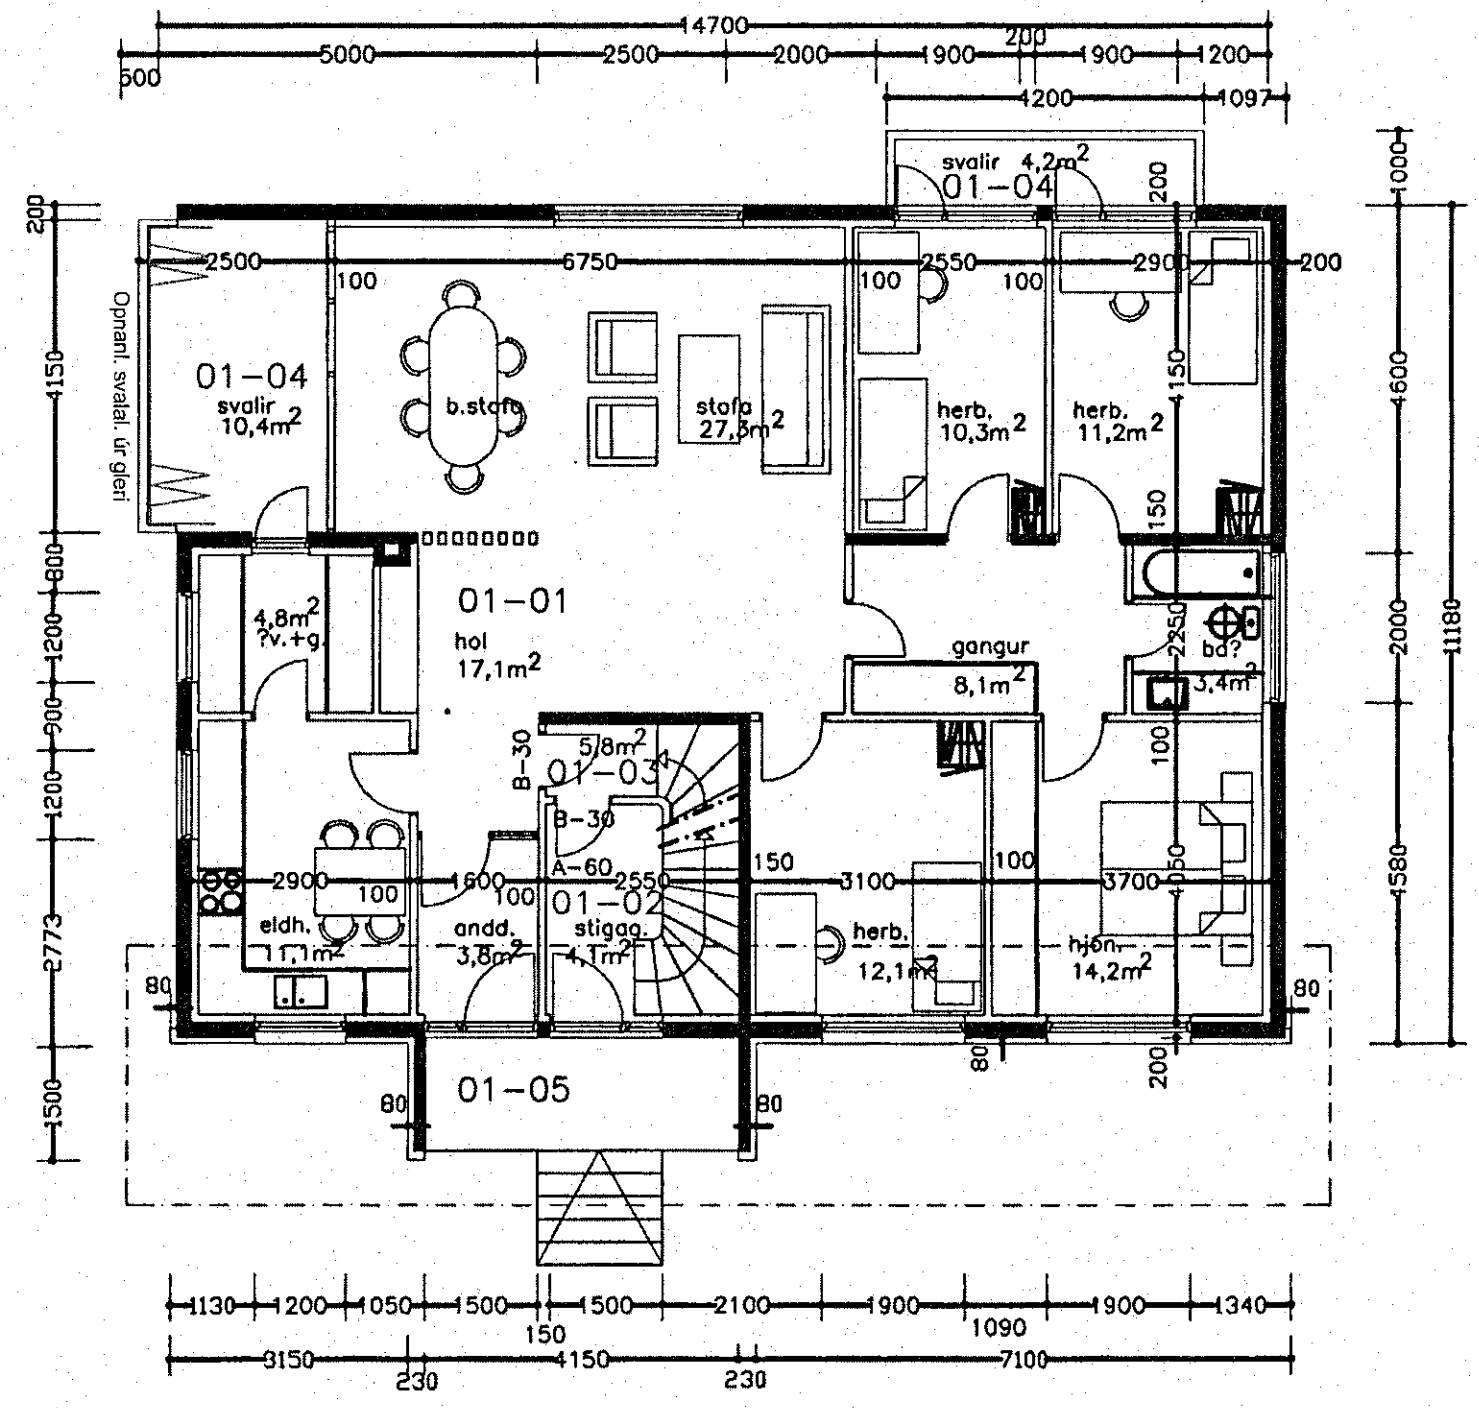 14700
200
5000 2500 2000 1900 1900 1200
500
4200 1097
svalir 4,2m²
01-04
200
1000
200
2500 6750 2550 2900 200
100 100 100
Opnanl. svalal. úr gleri
4150
01-04
svalir
10,4m²
b.stofa
stofa
27,3m²
herb.
10,3m²
herb.
11,2m²
4150
4600
150
800
01-01
4,8m²
?v.+g.
hol
17,1m²
1200
gangur
8,1m²
2250
ba?
3,4m²
2000
11180
900
B-30
5,8m²
01-03
100
1200
B-30
A-60
150
100
2900 1600 2550 3100 3700
100 100
4050
4580
01-02
eldh.
11,1m²
andd.
3,8m²
stigag.
4,1m²
herb.
12,1m²
hjón.
14,2m²
2773
80
80
80
200
01-05
80 80
1500
1130 1200 1050 1500 1500 2100 1900 1900 1340
150 1090
3150 4150 7100
230 230